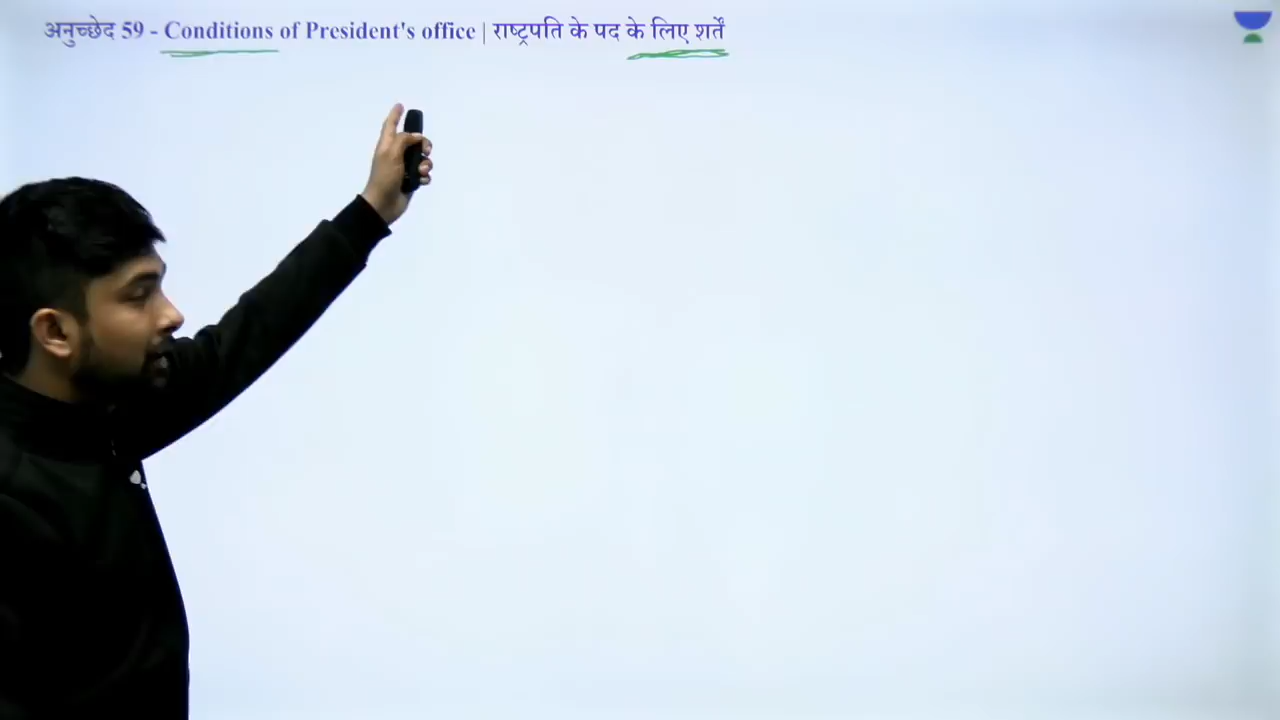 अनुच्छेद 59 - Conditions of President's office | राष्ट्रपति के पद के लिए शर्तें